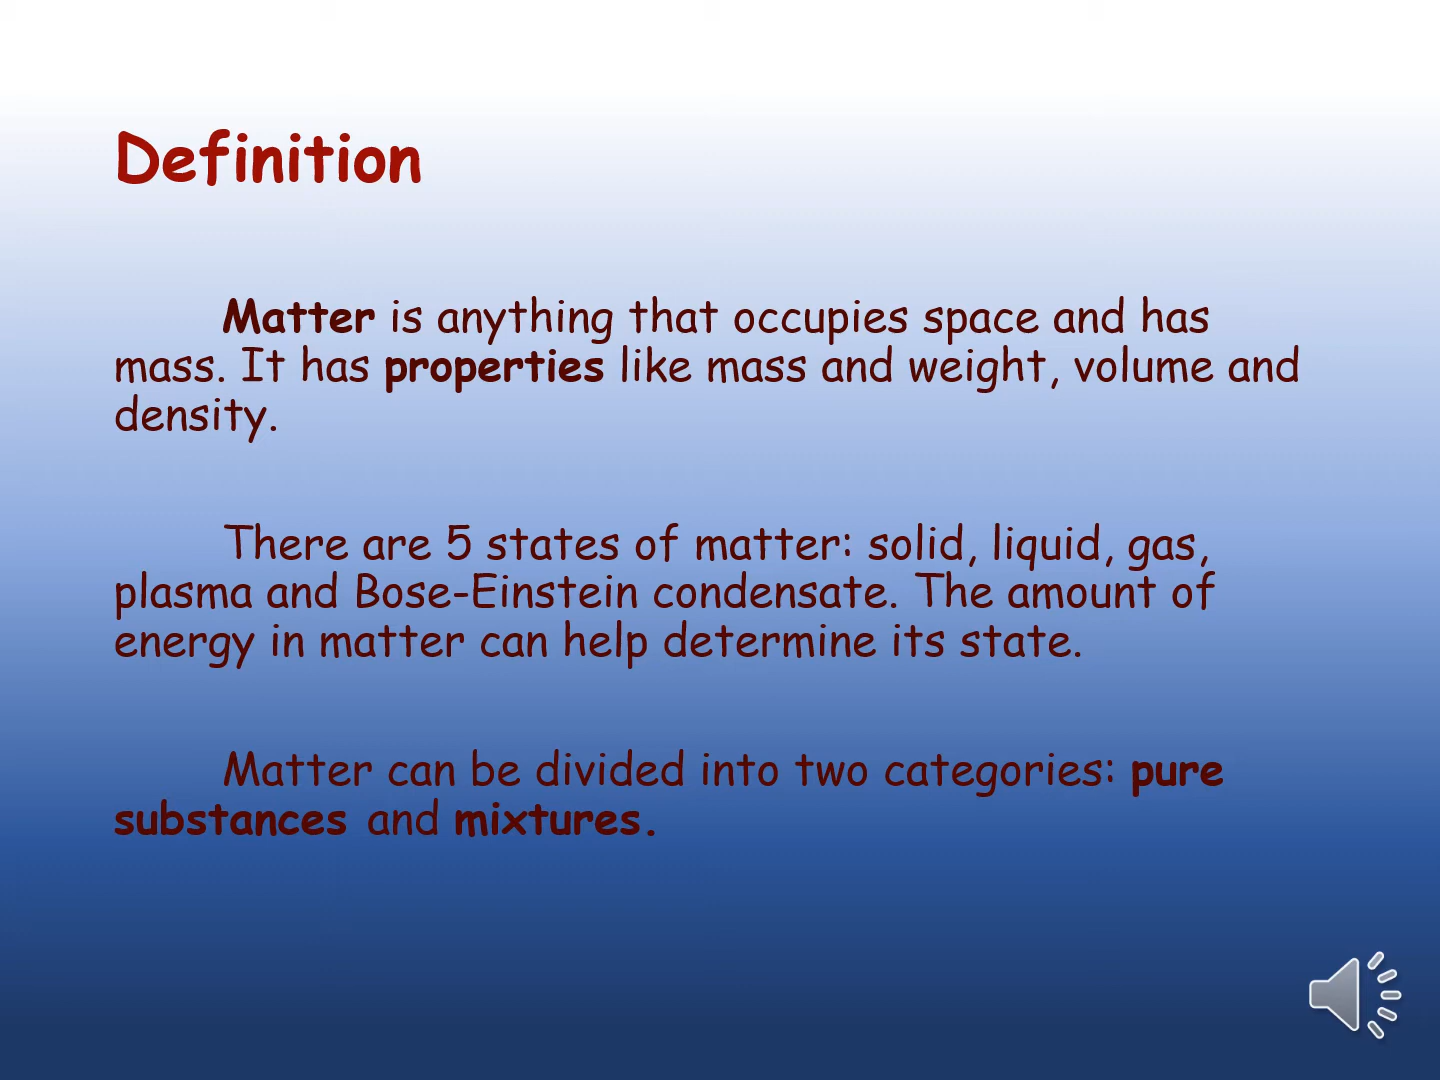 Definition
Matter is anything that occupies space and has
mass. It has properties like mass and weight, volume and
density.
There are 5 states of matter: solid, liquid, gas,
plasma and Bose-Einstein condensate. The amount of
energy in matter can help determine its state.
Matter can be divided into two categories: pure
substances and mixtures.